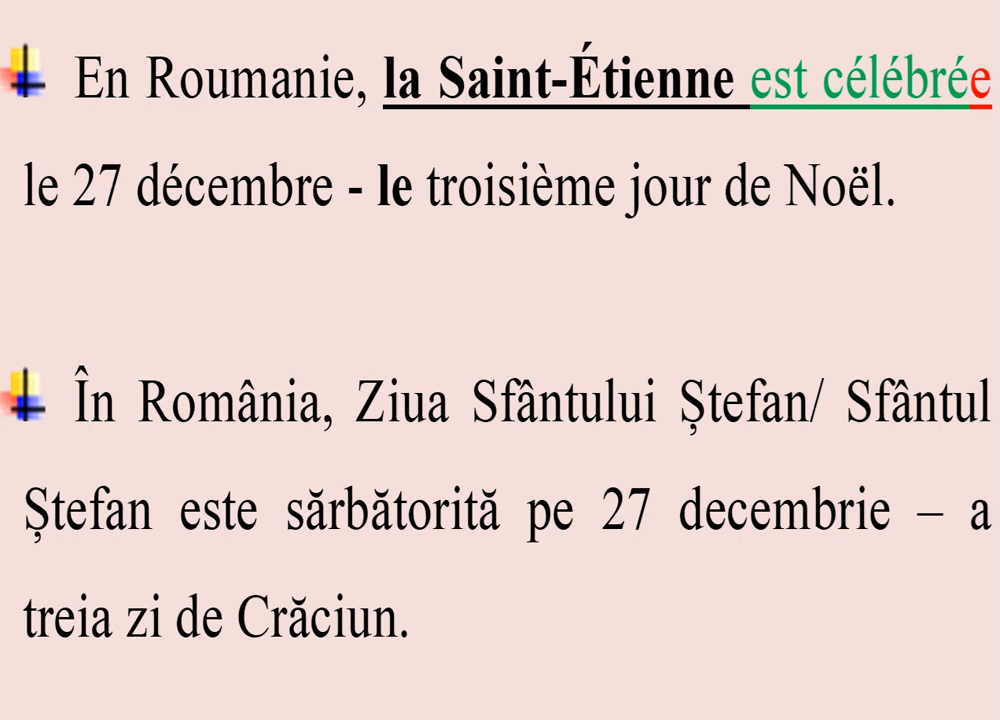 En Roumanie, la Saint-Étienne est célébrée
le 27 décembre - le troisième jour de Noël.
În România, Ziua Sfântului Ștefan/ Sfântul
Ștefan este sărbătorită pe 27 decembrie – a
treia zi de Crăciun.